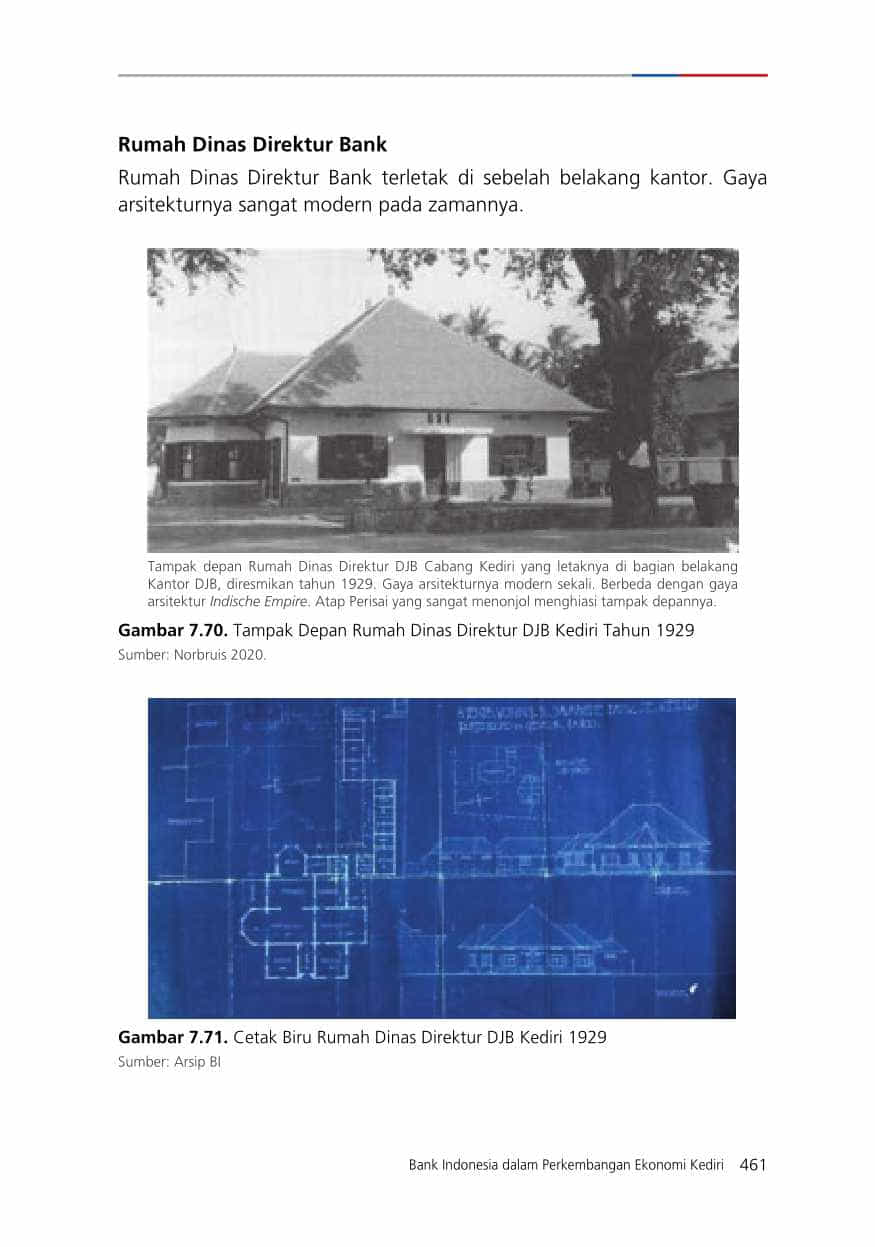 Rumah Dinas Direktur Bank
Rumah Dinas Direktur Bank terletak di sebelah belakang kantor. Gaya
arsitekturnya sangat modern pada zamannya.
Tampak depan Rumah Dinas Direktur DJB Cabang Kediri yang letaknya di bagian belakang
Kantor DJB, diresmikan tahun 1929. Gaya arsitekturnya modern sekali. Berbeda dengan gaya
arsitektur Indische Empire. Atap Perisai yang sangat menonjol menghiasi tampak depannya.
Gambar 7.70. Tampak Depan Rumah Dinas Direktur DJB Kediri Tahun 1929
Sumber: Norbruis 2020.
Gambar 7.71. Cetak Biru Rumah Dinas Direktur DJB Kediri 1929
Sumber: Arsip BI
Bank Indonesia dalam Perkembangan Ekonomi Kediri 461